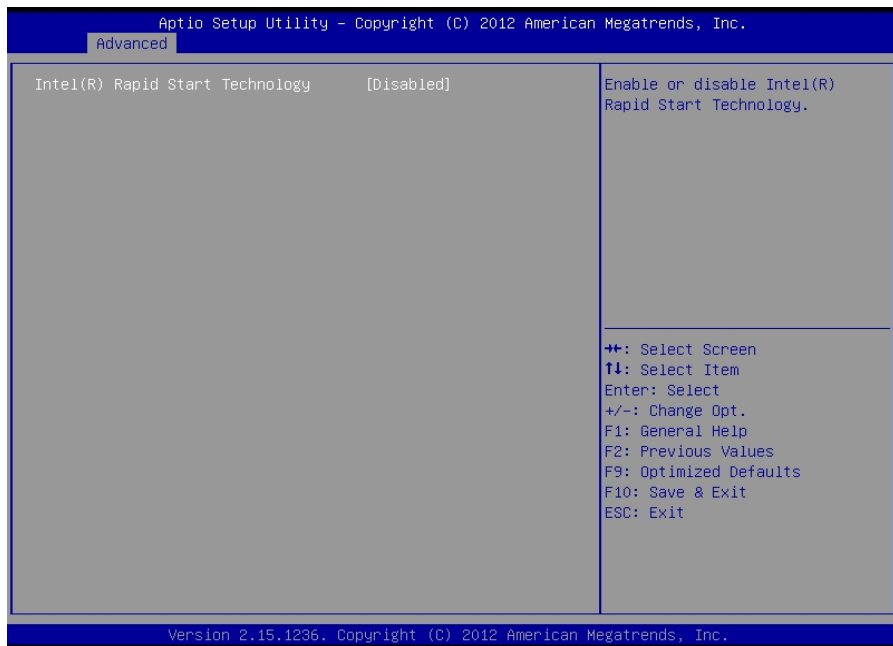 Aptio Setup Utility – Copyright (C) 2012 American Megatrends, Inc.
Advanced
Intel(R) Rapid Start Technology [Disabled]
Enable or disable Intel(R)
Rapid Start Technology.
→←: Select Screen
↑↓: Select Item
Enter: Select
+/-: Change Opt.
F1: General Help
F2: Previous Values
F9: Optimized Defaults
F10: Save & Exit
ESC: Exit
Version 2.15.1236. Copyright (C) 2012 American Megatrends, Inc.